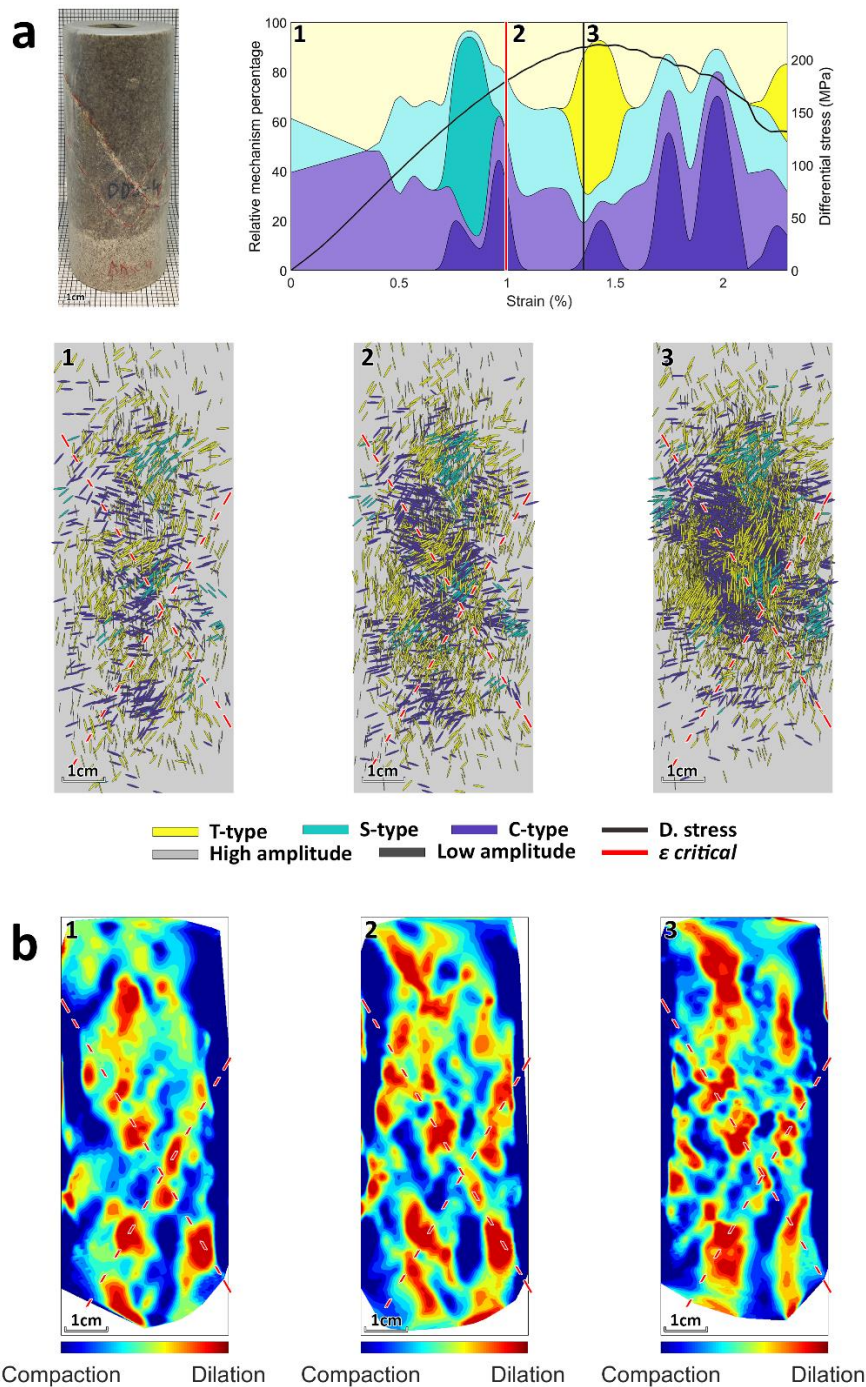 a
1cm
Relative mechanism percentage
100
80
60
40
20
0
1
2
3
200
150
100
50
0
Differential stress (MPa)
0
0.5
1
1.5
2
Strain (%)
1
2
3
1cm
1cm
1cm
T-type
S-type
C-type
D. stress
High amplitude
Low amplitude
ε critical
b
1
2
3
1cm
1cm
1cm
Compaction
Dilation
Compaction
Dilation
Compaction
Dilation